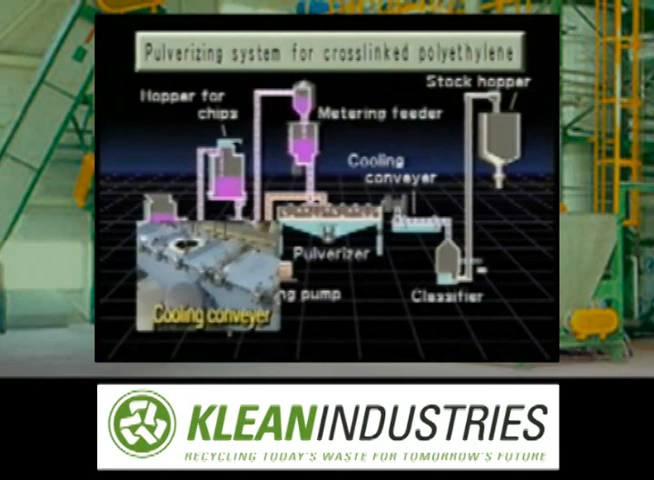 Pulverizing system for crosslinked polyethylene
Stock hopper
Hopper for
chips
Metering feeder
Cooling
conveyer
Pulverizer
ng pump
Classifier
Cooling conveyer
KLEANINDUSTRIES
RECYCLING TODAY'S WASTE FOR TOMORROW'S FUTURE